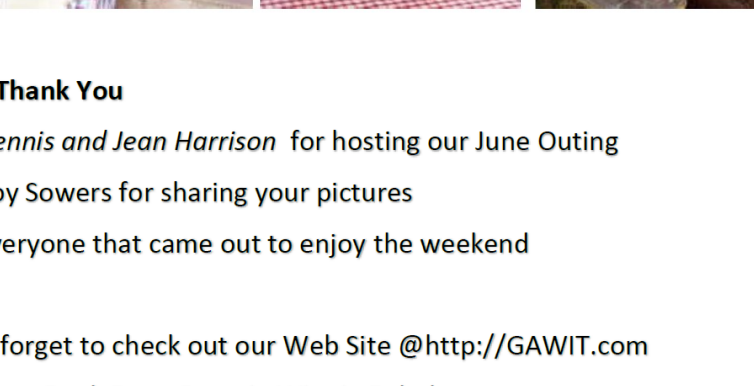 Thank You
ennis and Jean Harrison for hosting our June Outing
by Sowers for sharing your pictures
veryone that came out to enjoy the weekend
forget to check out our Web Site @http://GAWIT.com